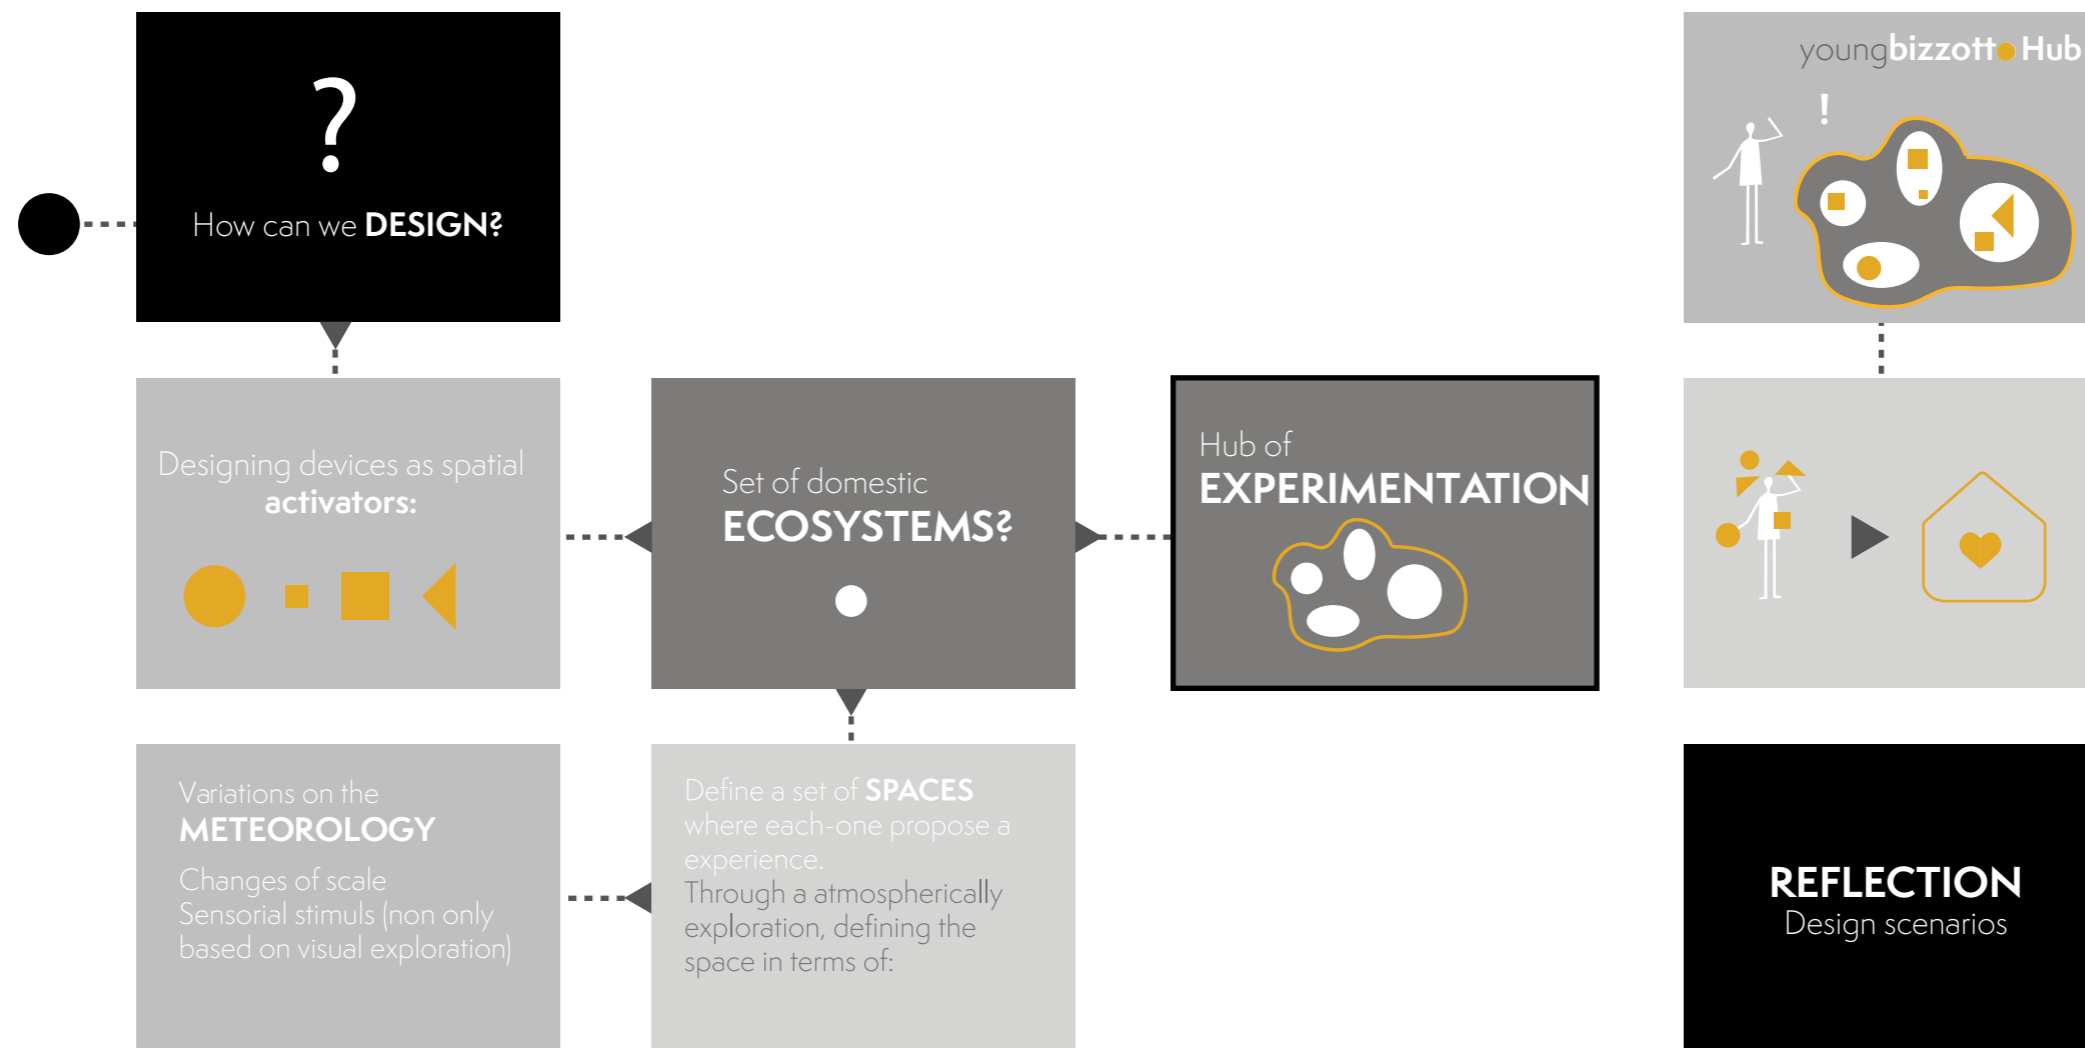 ?
How can we DESIGN?
youngbizzotto Hub
!
Designing devices as spatial
activators:
Set of domestic
ECOSYSTEMS?
Hub of
EXPERIMENTATION
Variations on the
METEOROLOGY
Changes of scale
Sensorial stimuls (non only
based on visual exploration)
Define a set of SPACES
where each-one propose a
experience.
Through a atmospherically
exploration, defining the
space in terms of:
REFLECTION
Design scenarios